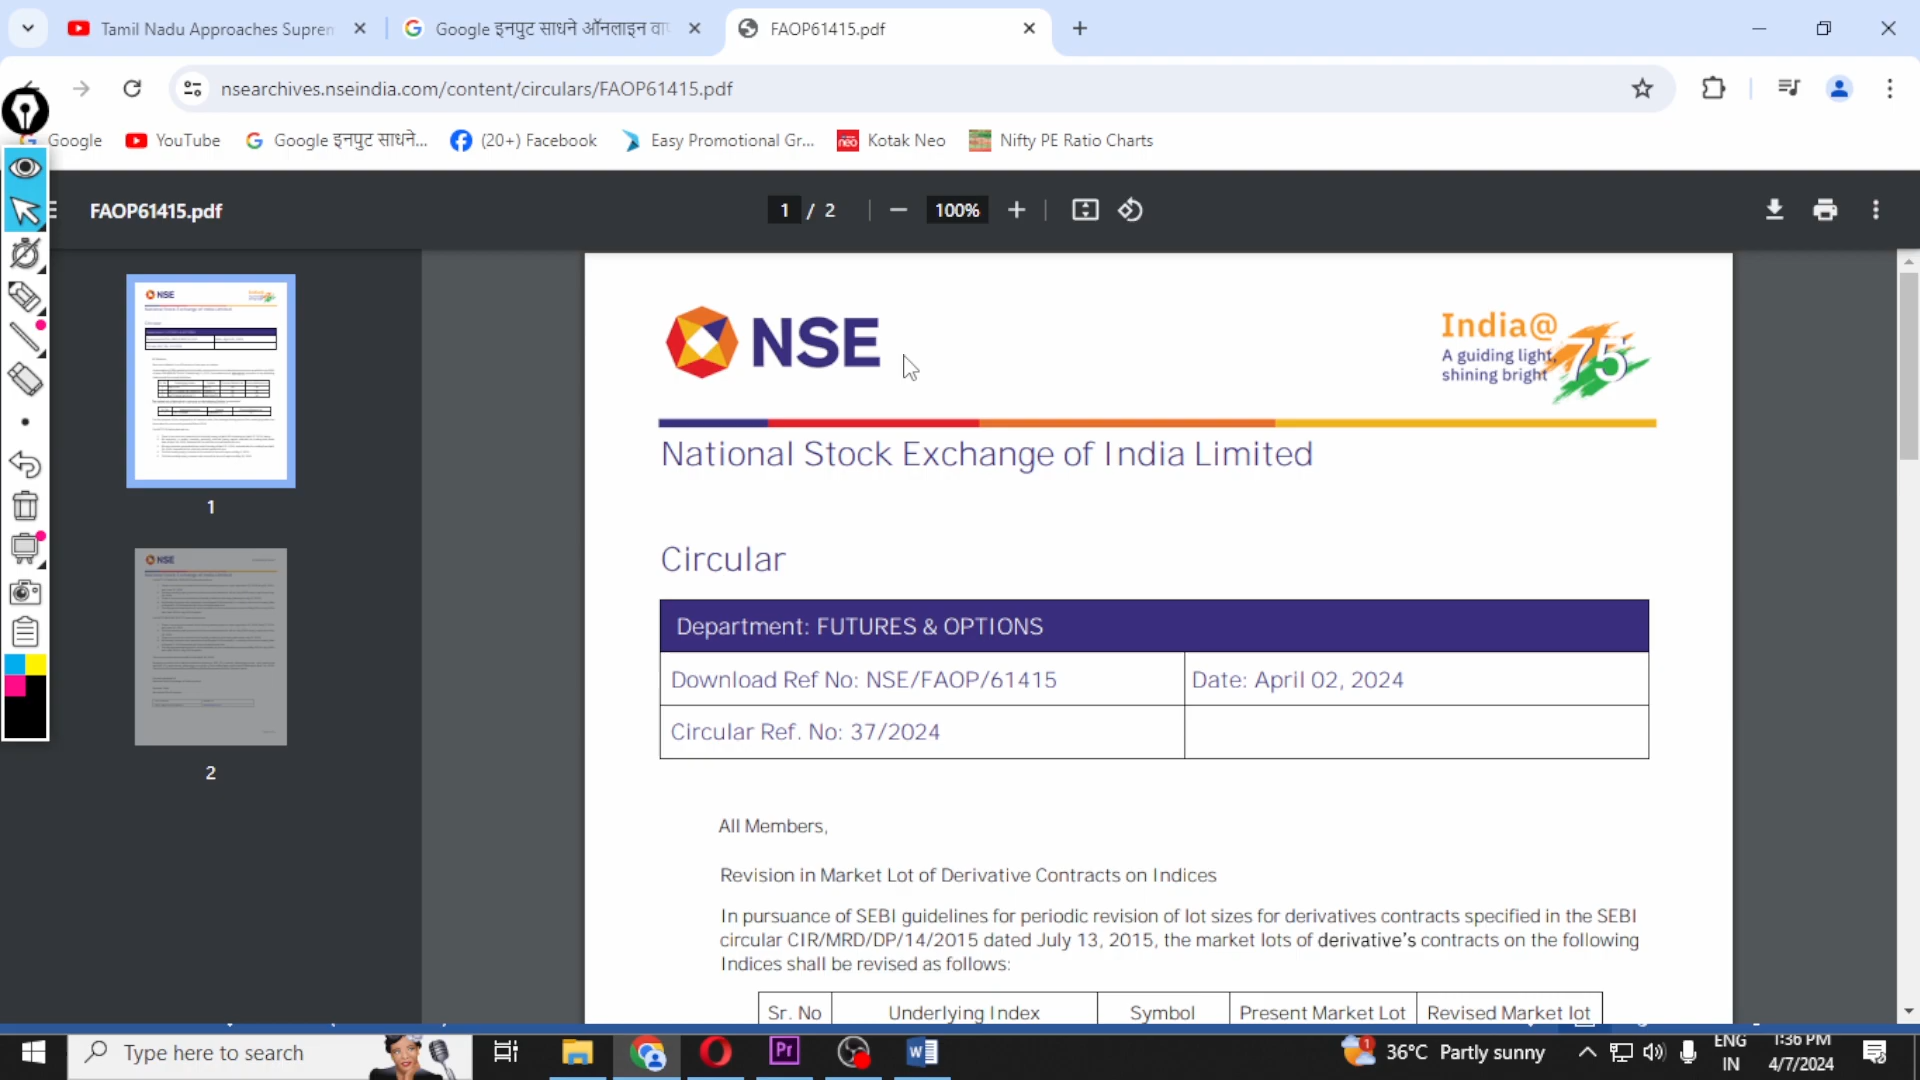 Tamil Nadu Approaches Suprem
Google इनपुट साधने ऑनलाइन वा
FAOP61415.pdf
nsearchives.nseindia.com/content/circulars/FAOP61415.pdf
Google
YouTube
Google इनपुट साधने...
(20+) Facebook
Easy Promotional Gr...
neo
Kotak Neo
Nifty PE Ratio Charts
FAOP61415.pdf
1 / 2
100%
NSE
1
NSE
2
NSE
India@
75
A guiding light,
shining bright
National Stock Exchange of India Limited
Circular
Department: FUTURES & OPTIONS
Download Ref No: NSE/FAOP/61415
Date: April 02, 2024
Circular Ref. No: 37/2024
All Members,
Revision in Market Lot of Derivative Contracts on Indices
In pursuance of SEBI guidelines for periodic revision of lot sizes for derivatives contracts specified in the SEBI
circular CIR/MRD/DP/14/2015 dated July 13, 2015, the market lots of derivative's contracts on the following
Indices shall be revised as follows:
Sr. No Underlying Index Symbol Present Market Lot Revised Market lot
Type here to search
Pr
W
1
36°C Partly sunny
ENG
IN
1:36 PM
4/7/2024